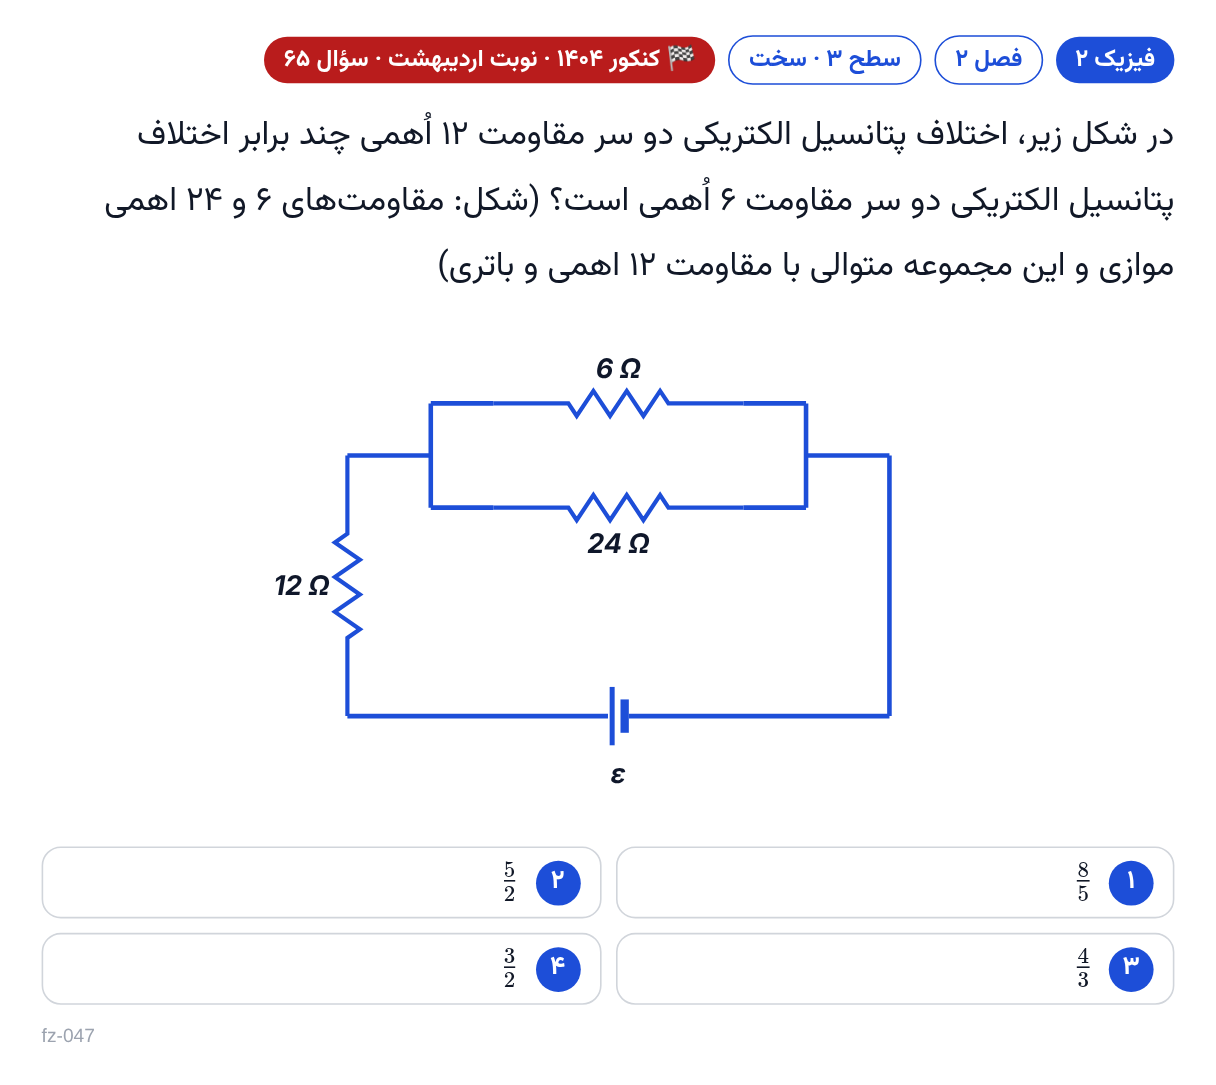 فیزیک ۲
فصل ۲
سطح ۳ · سخت
🏁 کنکور ۱۴۰۴ · نوبت اردیبهشت · سؤال ۶۵
در شکل زیر، اختلاف پتانسیل الکتریکی دو سر مقاومت ۱۲ اُهمی چند برابر اختلاف
پتانسیل الکتریکی دو سر مقاومت ۶ اُهمی است؟ (شکل: مقاومت‌های ۶ و ۲۴ اهمی
موازی و این مجموعه متوالی با مقاومت ۱۲ اهمی و باتری)
6 Ω
24 Ω
12 Ω
ε
۱ 8/5
۲ 5/2
۳ 4/3
۴ 3/2
fz-047